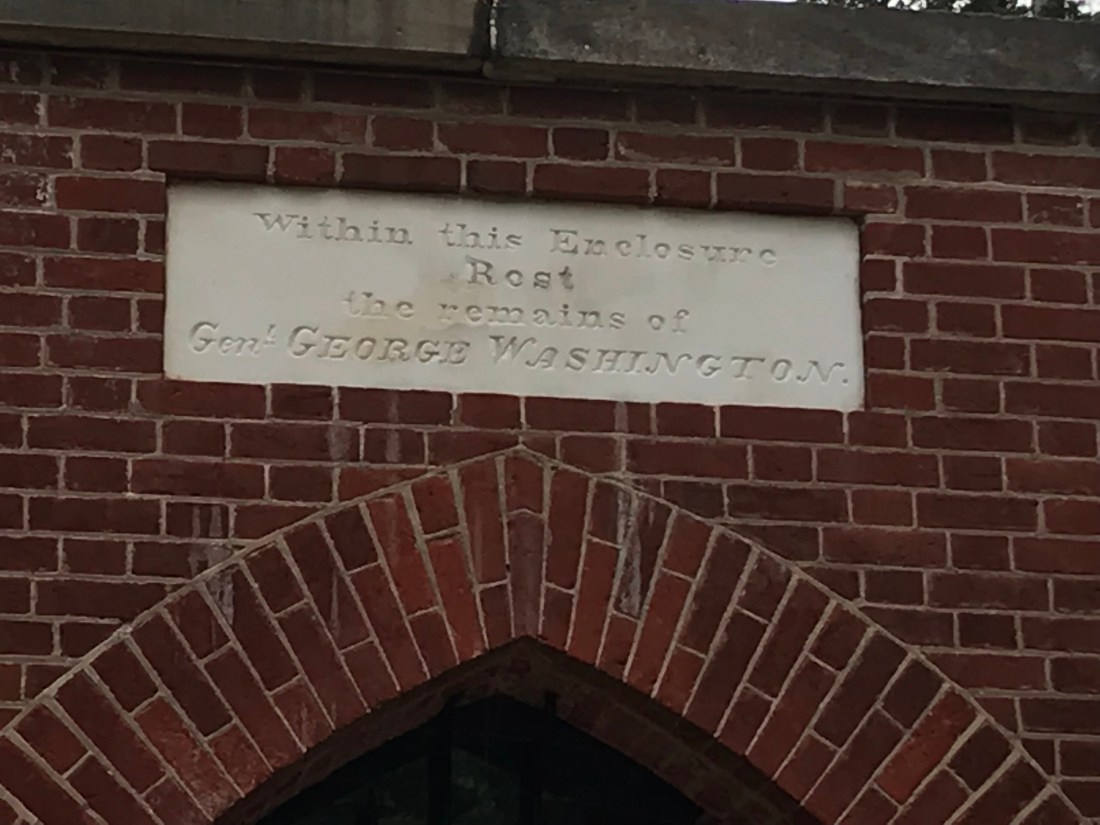 Within this Enclosure
Rest
the remains of
Genl. GEORGE WASHINGTON.